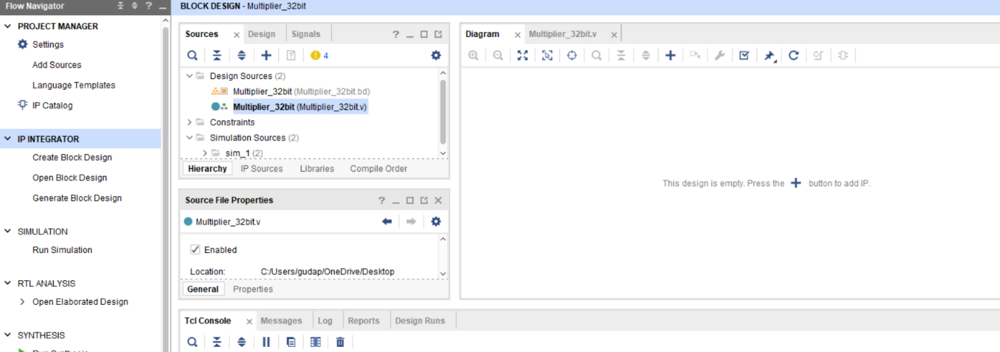 Flow Navigator
PROJECT MANAGER
Settings
Add Sources
Language Templates
IP Catalog
IP INTEGRATOR
Create Block Design
Open Block Design
Generate Block Design
SIMULATION
Run Simulation
RTL ANALYSIS
Open Elaborated Design
SYNTHESIS
Run Synthesis
BLOCK DESIGN - Multiplier_32bit
Sources Design Signals
4
Design Sources (2)
Multiplier_32bit (Multiplier_32bit.bd)
Multiplier_32bit (Multiplier_32bit.v)
Constraints
Simulation Sources (2)
sim_1 (2)
Hierarchy IP Sources Libraries Compile Order
Source File Properties
Multiplier_32bit.v
Enabled
Location: C:/Users/gudap/OneDrive/Desktop
General Properties
Diagram Multiplier_32bit.v
This design is empty. Press the + button to add IP.
Tcl Console Messages Log Reports Design Runs